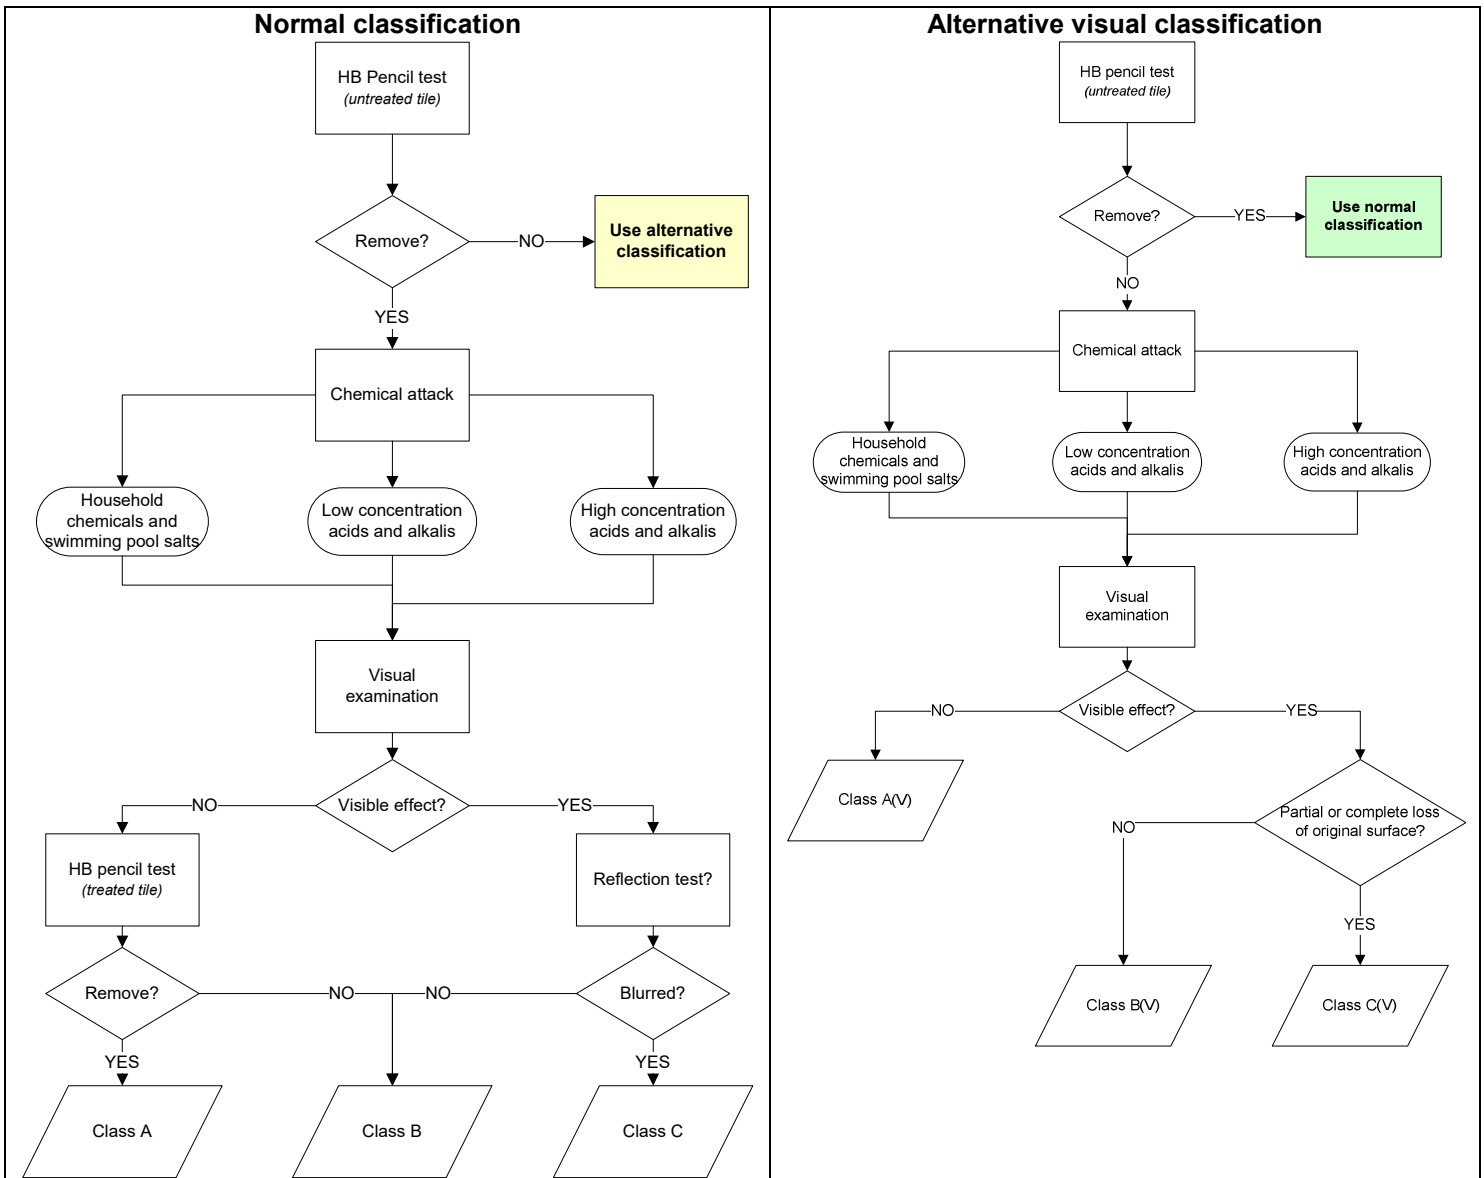 Normal classification
HB Pencil test
(untreated tile)
Remove?
NO
Use alternative
classification
YES
Chemical attack
Household
chemicals and
swimming pool salts
Low concentration
acids and alkalis
High concentration
acids and alkalis
Visual
examination
Visible effect?
NO
YES
HB pencil test
(treated tile)
Reflection test?
Remove?
NO
NO
Blurred?
YES
YES
Class A
Class B
Class C
Alternative visual classification
HB pencil test
(untreated tile)
Remove?
YES
Use normal
classification
NO
Chemical attack
Household
chemicals and
swimming pool salts
Low concentration
acids and alkalis
High concentration
acids and alkalis
Visual
examination
Visible effect?
NO
YES
Class A(V)
Partial or complete loss
of original surface?
NO
YES
Class B(V)
Class C(V)